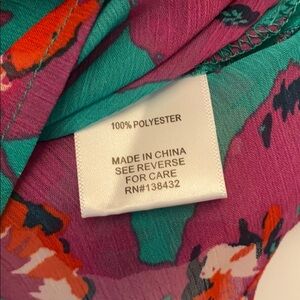 100% POLYESTER
MADE IN CHINA
SEE REVERSE
FOR CARE
RN#138432